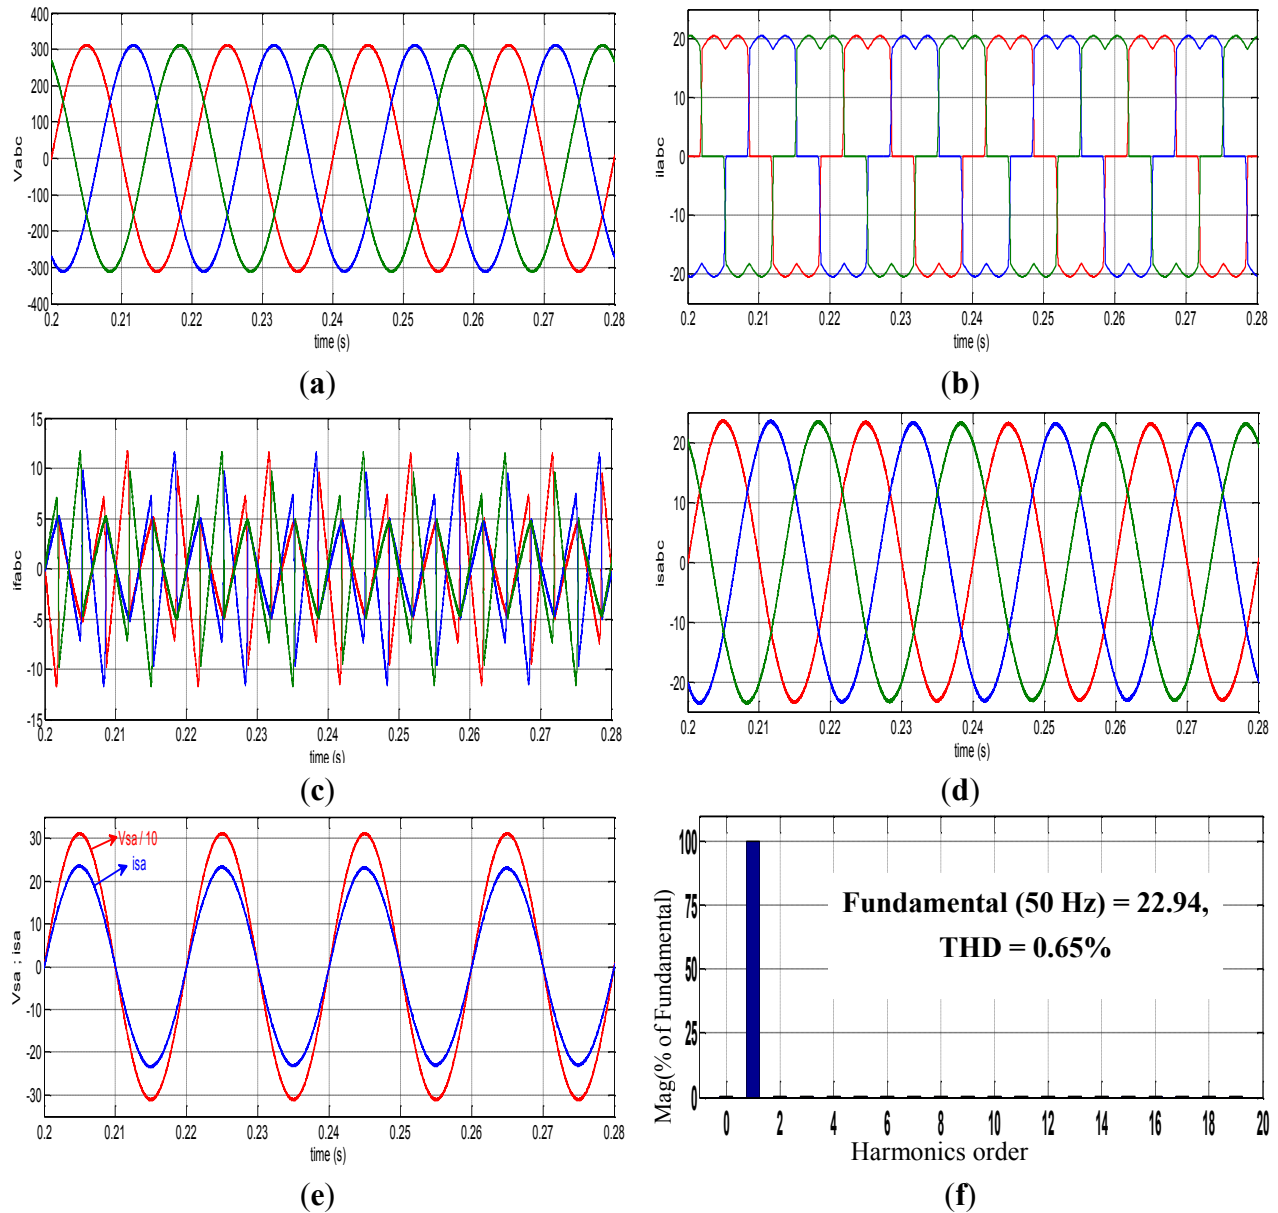 400
300
200
100
0
-100
-200
-300
-400
Vabc
0.2 0.21 0.22 0.23 0.24 0.25 0.26 0.27 0.28
time (s)
(a)
20
10
0
-10
-20
ilabc
0.2 0.21 0.22 0.23 0.24 0.25 0.26 0.27 0.28
time (s)
(b)
15
10
5
0
-5
-10
-15
ifabc
0.2 0.21 0.22 0.23 0.24 0.25 0.26 0.27 0.28
time (s)
(c)
20
10
0
-10
-20
isabc
0.2 0.21 0.22 0.23 0.24 0.25 0.26 0.27 0.28
time (s)
(d)
30
20
10
0
-10
-20
-30
Vsa ; isa
Vsa / 10
isa
0.2 0.21 0.22 0.23 0.24 0.25 0.26 0.27 0.28
time (s)
(e)
100
75
50
25
0
Mag(% of Fundamental)
Fundamental (50 Hz) = 22.94,
THD = 0.65%
0 2 4 6 8 10 12 14 16 18 20
Harmonics order
(f)